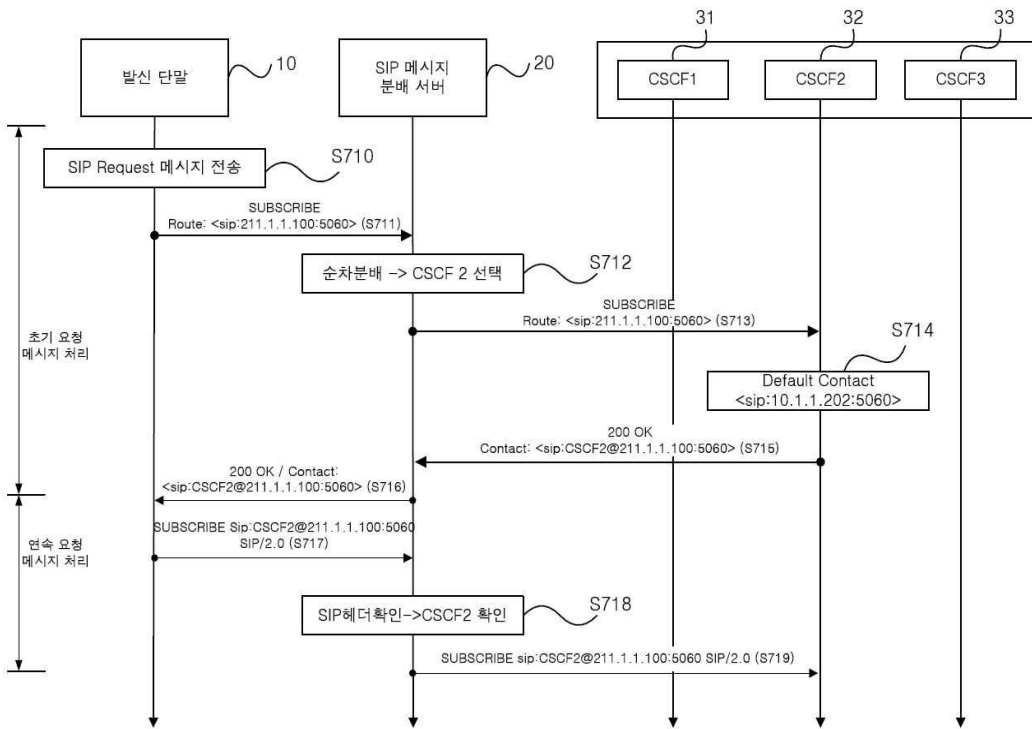 31
32
33
발신 단말
10
SIP 메시지
분배 서버
20
CSCF1
CSCF2
CSCF3
SIP Request 메시지 전송
S710
SUBSCRIBE
Route: <sip:211.1.1.100:5060> (S711)
순차분배 -> CSCF 2 선택
S712
SUBSCRIBE
Route: <sip:211.1.1.100:5060> (S713)
초기 요청
메시지 처리
S714
Default Contact
<sip:10.1.1.202:5060>
200 OK
Contact: <sip:CSCF2@211.1.1.100:5060> (S715)
200 OK / Contact:
<sip:CSCF2@211.1.1.100:5060> (S716)
SUBSCRIBE Sip:CSCF2@211.1.1.100:5060
SIP/2.0 (S717)
연속 요청
메시지 처리
SIP헤더확인->CSCF2 확인
S718
SUBSCRIBE sip:CSCF2@211.1.1.100:5060 SIP/2.0 (S719)